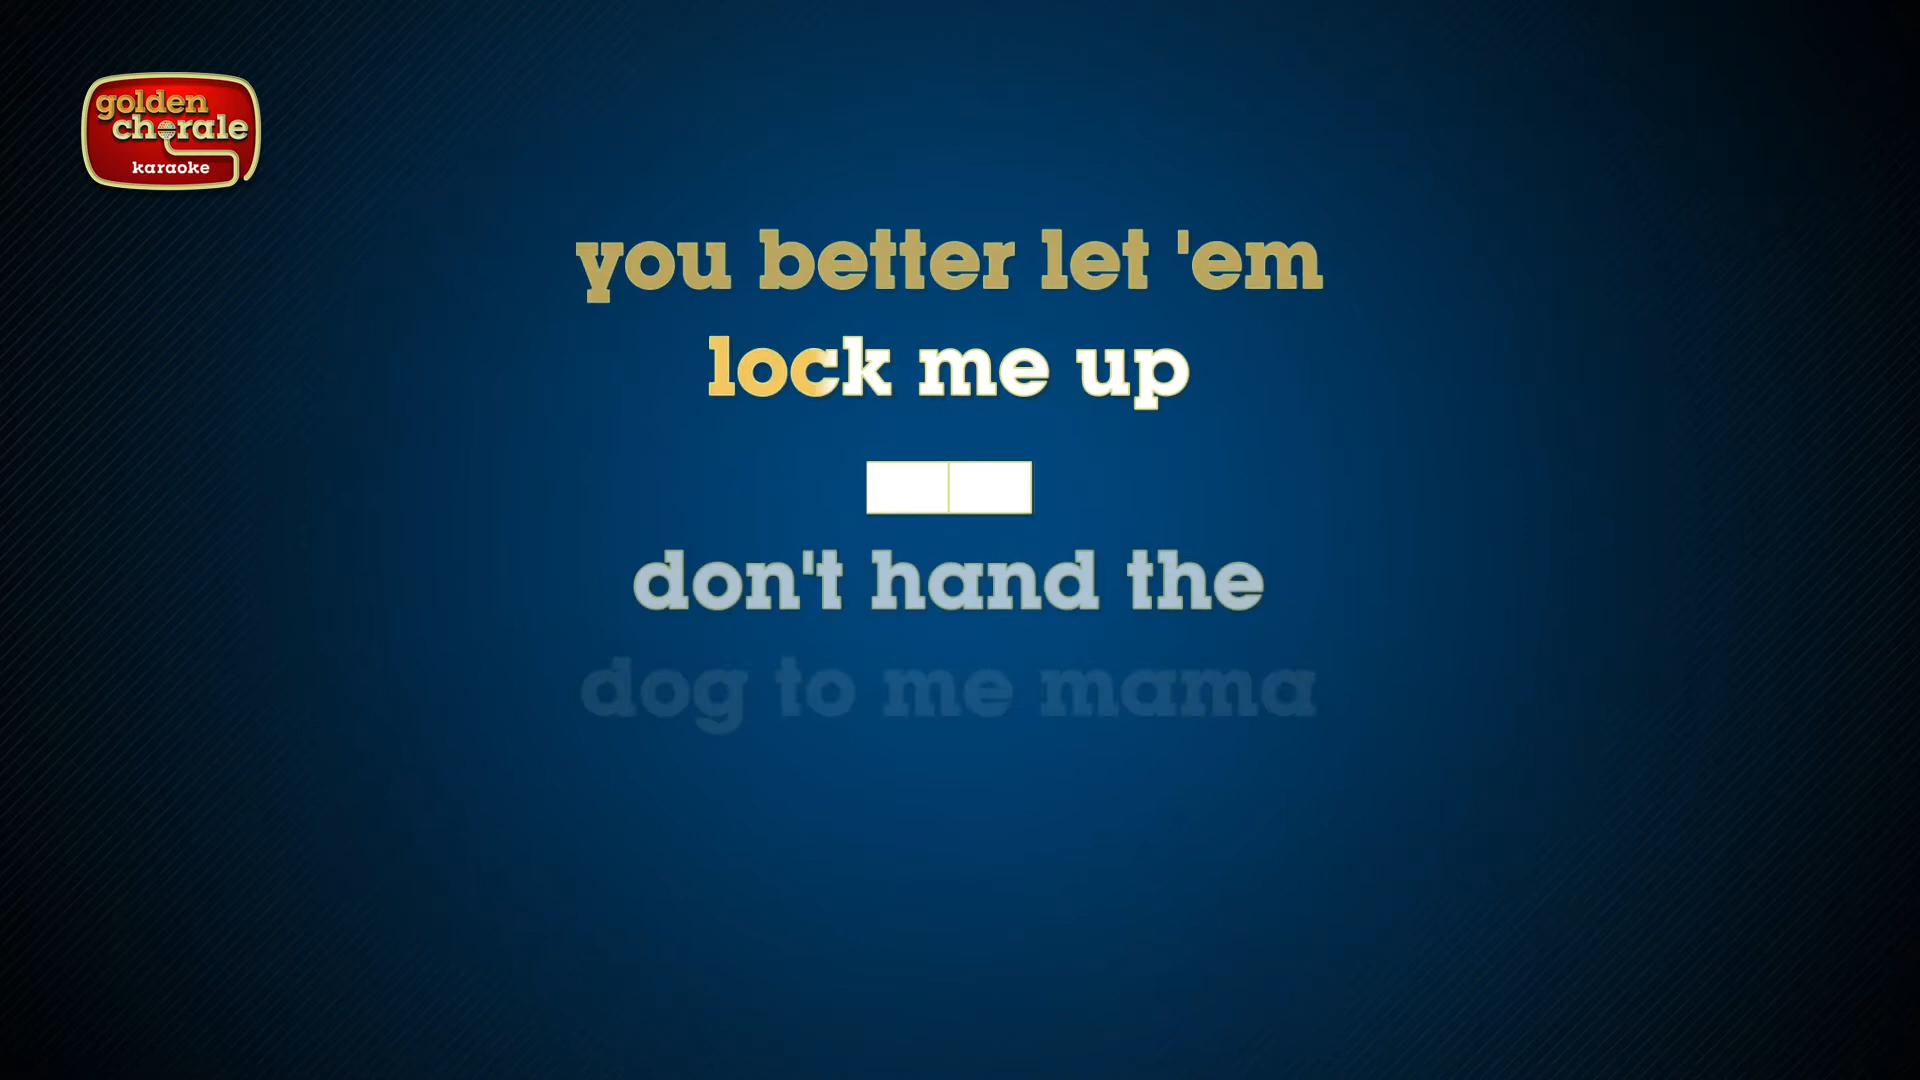 golden
chorale
karaoke
you better let 'em
lock me up
don't hand the
dog to me mama